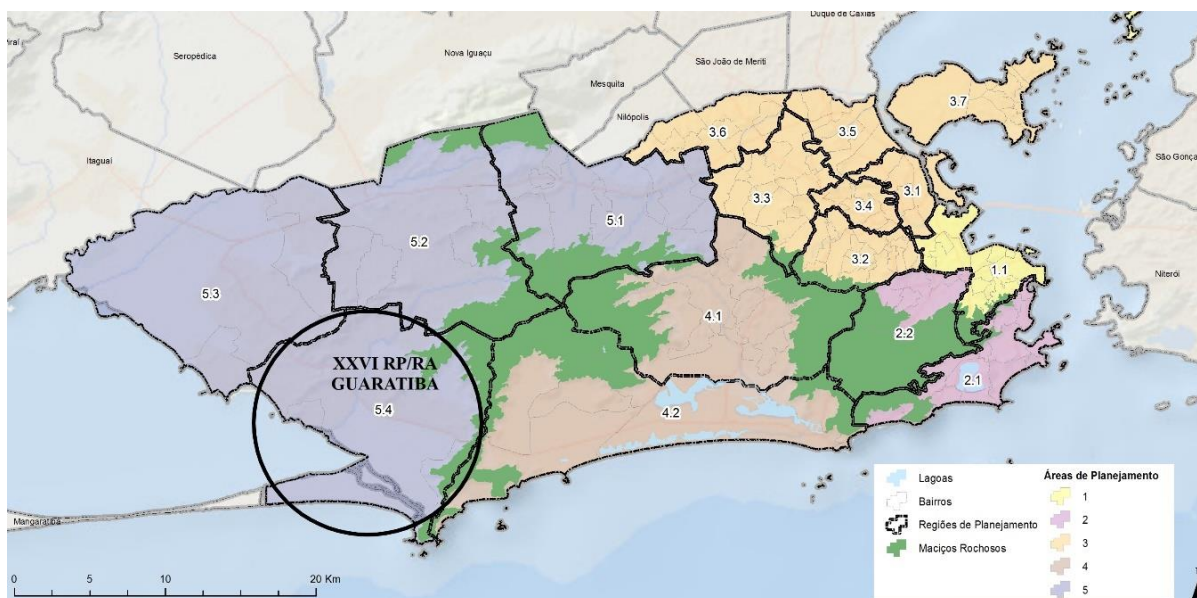 Duque de Caxias
Piraí
Seropédica
Nova Iguaçu
São João de Meriti
Mesquita
Nilópolis
3.7
3.6
3.5
Itaguaí
São Gonça
3.1
3.3
3.4
5.1
5.2
3.2
5.3
1.1
Niterói
4.1
2.2
XXVI RP/RA
GUARATIBA
2.1
5.4
4.2
Mangaratiba
Lagoas
Bairros
Regiões de Planejamento
Maciços Rochosos
Áreas de Planejamento
1
2
3
4
5
0 5 10 20 Km